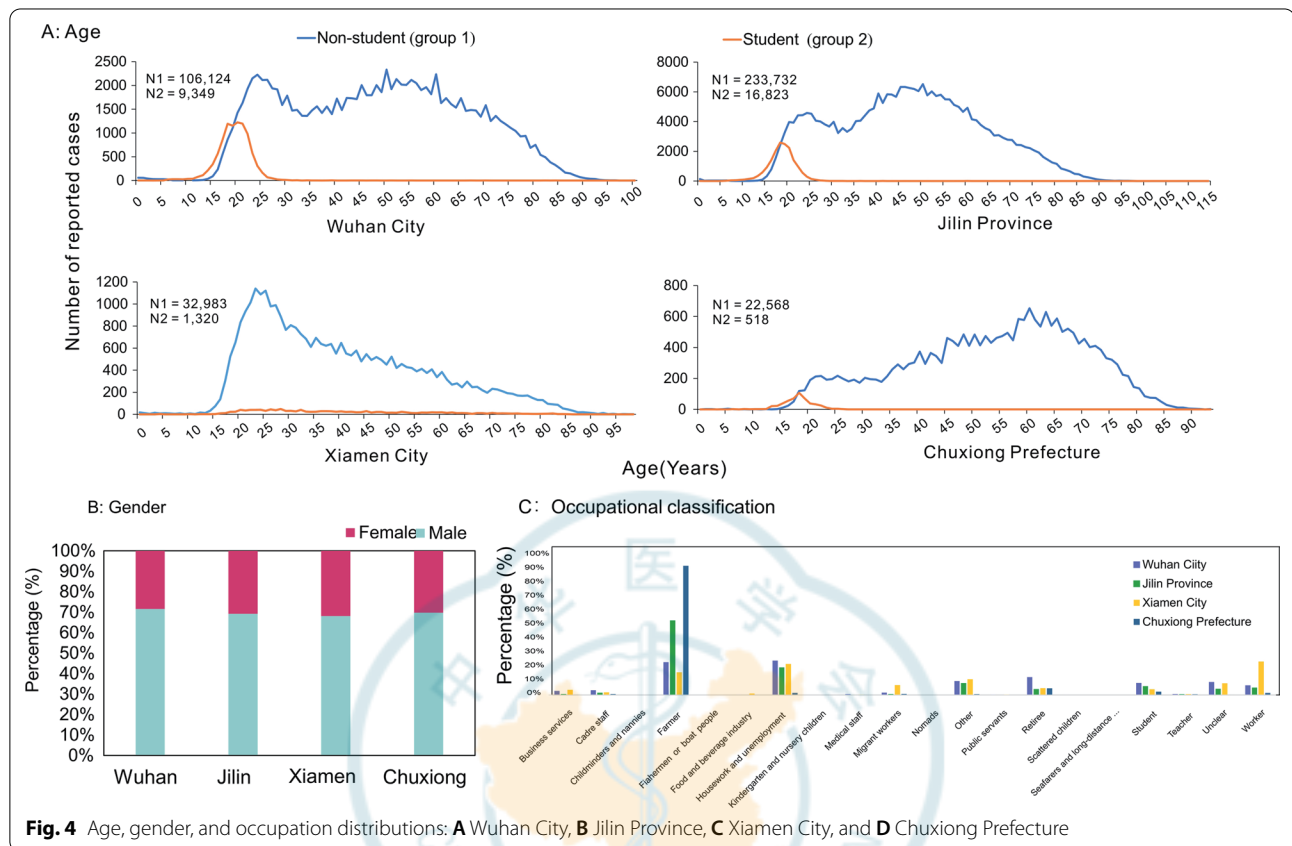 A: Age
Non-student (group 1)
Student (group 2)
Number of reported cases
2500
2000
1500
1000
500
0
N1 = 106,124
N2 = 9,349
0 5 10 15 20 25 30 35 40 45 50 55 60 65 70 75 80 85 90 95 100
Wuhan City
8000
6000
4000
2000
0
N1 = 233,732
N2 = 16,823
0 5 10 15 20 25 30 35 40 45 50 55 60 65 70 75 80 85 90 95 100 105 110 115
Jilin Province
1200
1000
800
600
400
200
0
N1 = 32,983
N2 = 1,320
0 5 10 15 20 25 30 35 40 45 50 55 60 65 70 75 80 85 90 95
Xiamen City
800
600
400
200
0
N1 = 22,568
N2 = 518
0 5 10 15 20 25 30 35 40 45 50 55 60 65 70 75 80 85 90
Chuxiong Prefecture
Age(Years)
B: Gender
Female Male
Percentage (%)
100%
90%
80%
70%
60%
50%
40%
30%
20%
10%
0%
Wuhan Jilin Xiamen Chuxiong
C: Occupational classification
Percentage (%)
100%
90%
80%
70%
60%
50%
40%
30%
20%
10%
0%
Wuhan Ciity
Jilin Province
Xiamen City
Chuxiong Prefecture
Business services
Cadre staff
Childminders and nannies
Farmer
Fiahermen or boat people
Food and beverage industry
Housework and unemployment
Kindergarten and nursery children
Medical staff
Migrant workers
Nomads
Other
Public servants
Retiree
Scattered children
Seafarers and long-distance ...
Student
Teacher
Unclear
Worker
中华医学会
Fig. 4 Age, gender, and occupation distributions: A Wuhan City, B Jilin Province, C Xiamen City, and D Chuxiong Prefecture